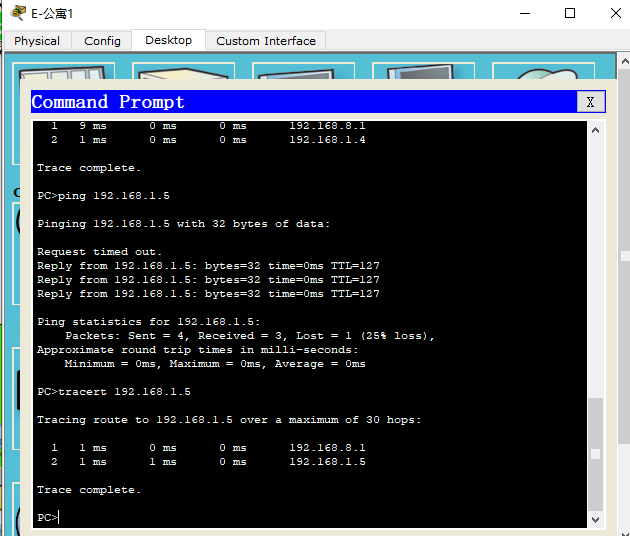 E-公寓1
Physical Config Desktop Custom Interface
Command Prompt X
1 9 ms 0 ms 0 ms 192.168.8.1
2 1 ms 0 ms 0 ms 192.168.1.4
Trace complete.
PC>ping 192.168.1.5
Pinging 192.168.1.5 with 32 bytes of data:
Request timed out.
Reply from 192.168.1.5: bytes=32 time=0ms TTL=127
Reply from 192.168.1.5: bytes=32 time=0ms TTL=127
Reply from 192.168.1.5: bytes=32 time=0ms TTL=127
Ping statistics for 192.168.1.5:
Packets: Sent = 4, Received = 3, Lost = 1 (25% loss),
Approximate round trip times in milli-seconds:
Minimum = 0ms, Maximum = 0ms, Average = 0ms
PC>tracert 192.168.1.5
Tracing route to 192.168.1.5 over a maximum of 30 hops:
1 1 ms 0 ms 0 ms 192.168.8.1
2 1 ms 1 ms 0 ms 192.168.1.5
Trace complete.
PC>